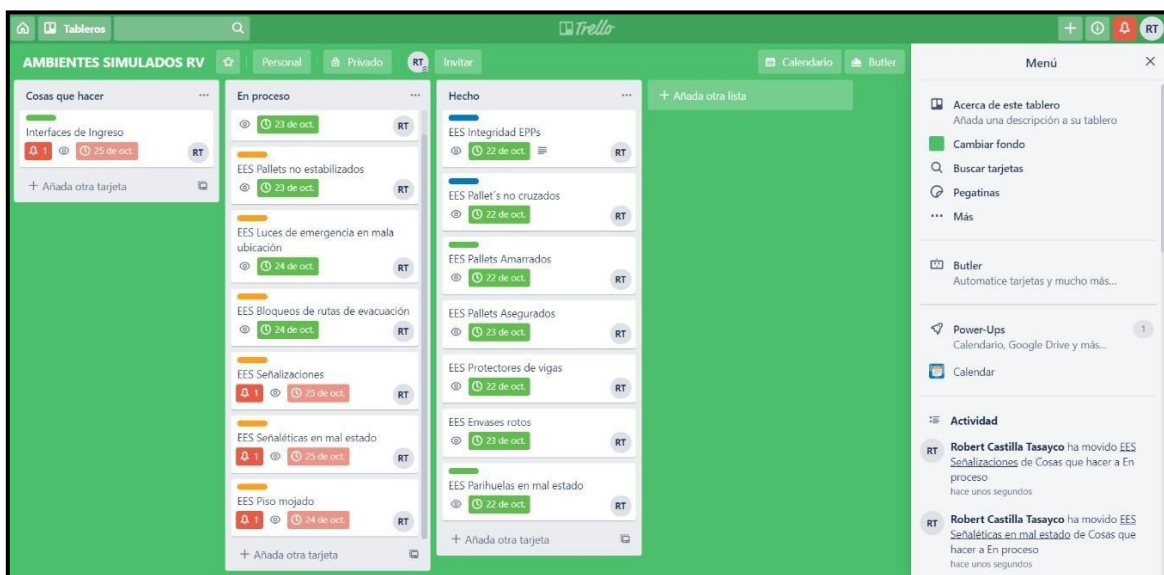 Tableros
Trello
RT
AMBIENTES SIMULADOS RV
Personal
Privado
RT
Invitar
Calendario
Butler
Cosas que hacer
Interfaces de Ingreso
1
25 de oct.
RT
+ Añada otra tarjeta
En proceso
23 de oct.
RT
EES Pallets no estabilizados
23 de oct.
RT
EES Luces de emergencia en mala
ubicación
24 de oct.
RT
EES Bloqueos de rutas de evacuación
24 de oct.
RT
EES Señalizaciones
1
25 de oct.
RT
EES Señaléticas en mal estado
1
25 de oct.
RT
EES Piso mojado
1
24 de oct.
RT
+ Añada otra tarjeta
Hecho
EES Integridad EPPs
22 de oct.
RT
EES Pallet´s no cruzados
22 de oct.
RT
EES Pallets Amarrados
22 de oct.
RT
EES Pallets Asegurados
23 de oct.
RT
EES Protectores de vigas
22 de oct.
RT
EES Envases rotos
23 de oct.
RT
EES Parihuelas en mal estado
22 de oct.
RT
+ Añada otra tarjeta
+ Añada otra lista
Menú
Acerca de este tablero
Añada una descripción a su tablero
Cambiar fondo
Buscar tarjetas
Pegatinas
Más
Butler
Automatice tarjetas y mucho más...
Power-Ups
1
Calendario, Google Drive y más...
Calendar
Actividad
RT
Robert Castilla Tasayco ha movido EES
Señalizaciones de Cosas que hacer a En
proceso
hace unos segundos
RT
Robert Castilla Tasayco ha movido EES
Señaléticas en mal estado de Cosas que
hacer a En proceso
hace unos segundos